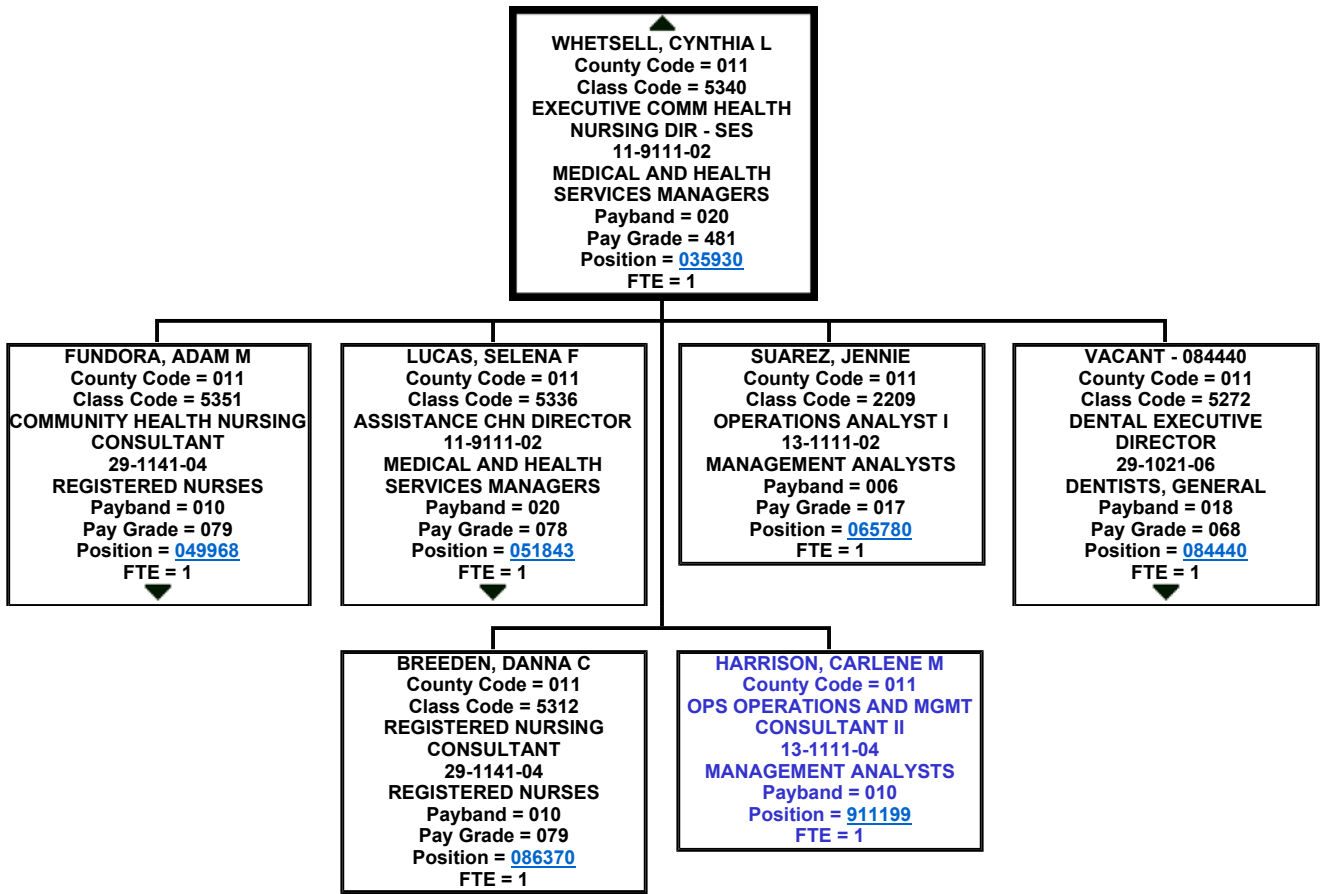 WHETSELL, CYNTHIA L
County Code = 011
Class Code = 5340
EXECUTIVE COMM HEALTH
NURSING DIR - SES
11-9111-02
MEDICAL AND HEALTH
SERVICES MANAGERS
Payband = 020
Pay Grade = 481
Position = 035930
FTE = 1
FUNDORA, ADAM M
County Code = 011
Class Code = 5351
COMMUNITY HEALTH NURSING
CONSULTANT
29-1141-04
REGISTERED NURSES
Payband = 010
Pay Grade = 079
Position = 049968
FTE = 1
LUCAS, SELENA F
County Code = 011
Class Code = 5336
ASSISTANCE CHN DIRECTOR
11-9111-02
MEDICAL AND HEALTH
SERVICES MANAGERS
Payband = 020
Pay Grade = 078
Position = 051843
FTE = 1
SUAREZ, JENNIE
County Code = 011
Class Code = 2209
OPERATIONS ANALYST I
13-1111-02
MANAGEMENT ANALYSTS
Payband = 006
Pay Grade = 017
Position = 065780
FTE = 1
VACANT - 084440
County Code = 011
Class Code = 5272
DENTAL EXECUTIVE
DIRECTOR
29-1021-06
DENTISTS, GENERAL
Payband = 018
Pay Grade = 068
Position = 084440
FTE = 1
BREEDEN, DANNA C
County Code = 011
Class Code = 5312
REGISTERED NURSING
CONSULTANT
29-1141-04
REGISTERED NURSES
Payband = 010
Pay Grade = 079
Position = 086370
FTE = 1
HARRISON, CARLENE M
County Code = 011
OPS OPERATIONS AND MGMT
CONSULTANT II
13-1111-04
MANAGEMENT ANALYSTS
Payband = 010
Position = 911199
FTE = 1